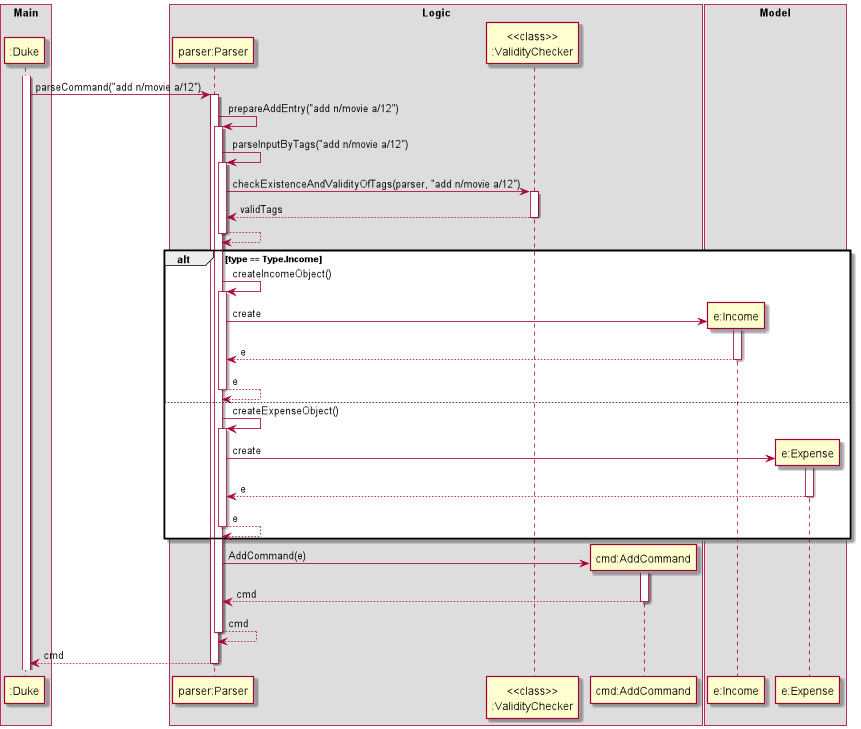 Main
Logic
Model
<<class>>
:Duke
parser:Parser
:ValidityChecker
parseCommand("add n/movie a/12")
prepareAddEntry("add n/movie a/12")
parseInputByTags("add n/movie a/12")
checkExistenceAndValidityOfTags(parser, "add n/movie a/12")
validTags
alt
[type == Type.Income]
createIncomeObject()
create
e:Income
e
e
createExpenseObject()
create
e:Expense
e
e
AddCommand(e)
cmd:AddCommand
cmd
cmd
cmd
:Duke
parser:Parser
<<class>>
:ValidityChecker
cmd:AddCommand
e:Income
e:Expense